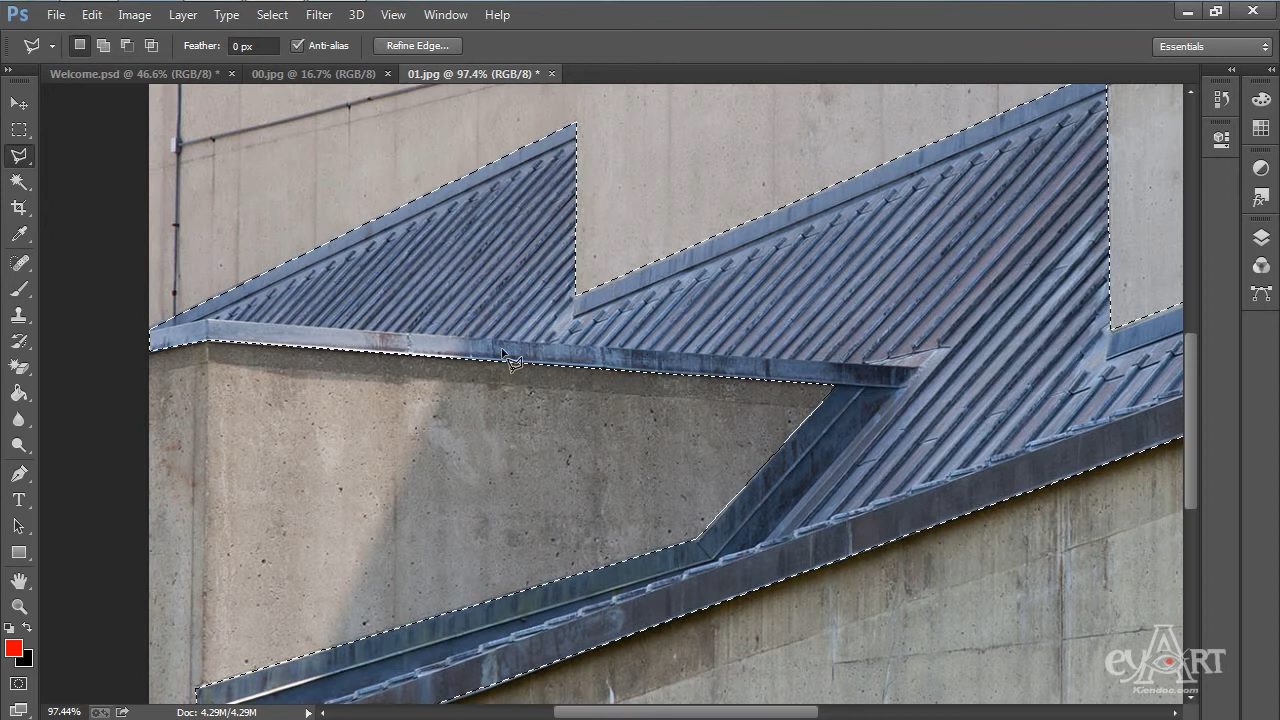 Ps File Edit Image Layer Type Select Filter 3D View Window Help
Feather: 0 px Anti-alias Refine Edge... Essentials
Welcome.psd @ 46.6% (RGB/8) * × 00.jpg @ 16.7% (RGB/8) × 01.jpg @ 97.4% (RGB/8) * ×
eyART
Kiendos.com
97.44% Doc: 4.29M/4.29M